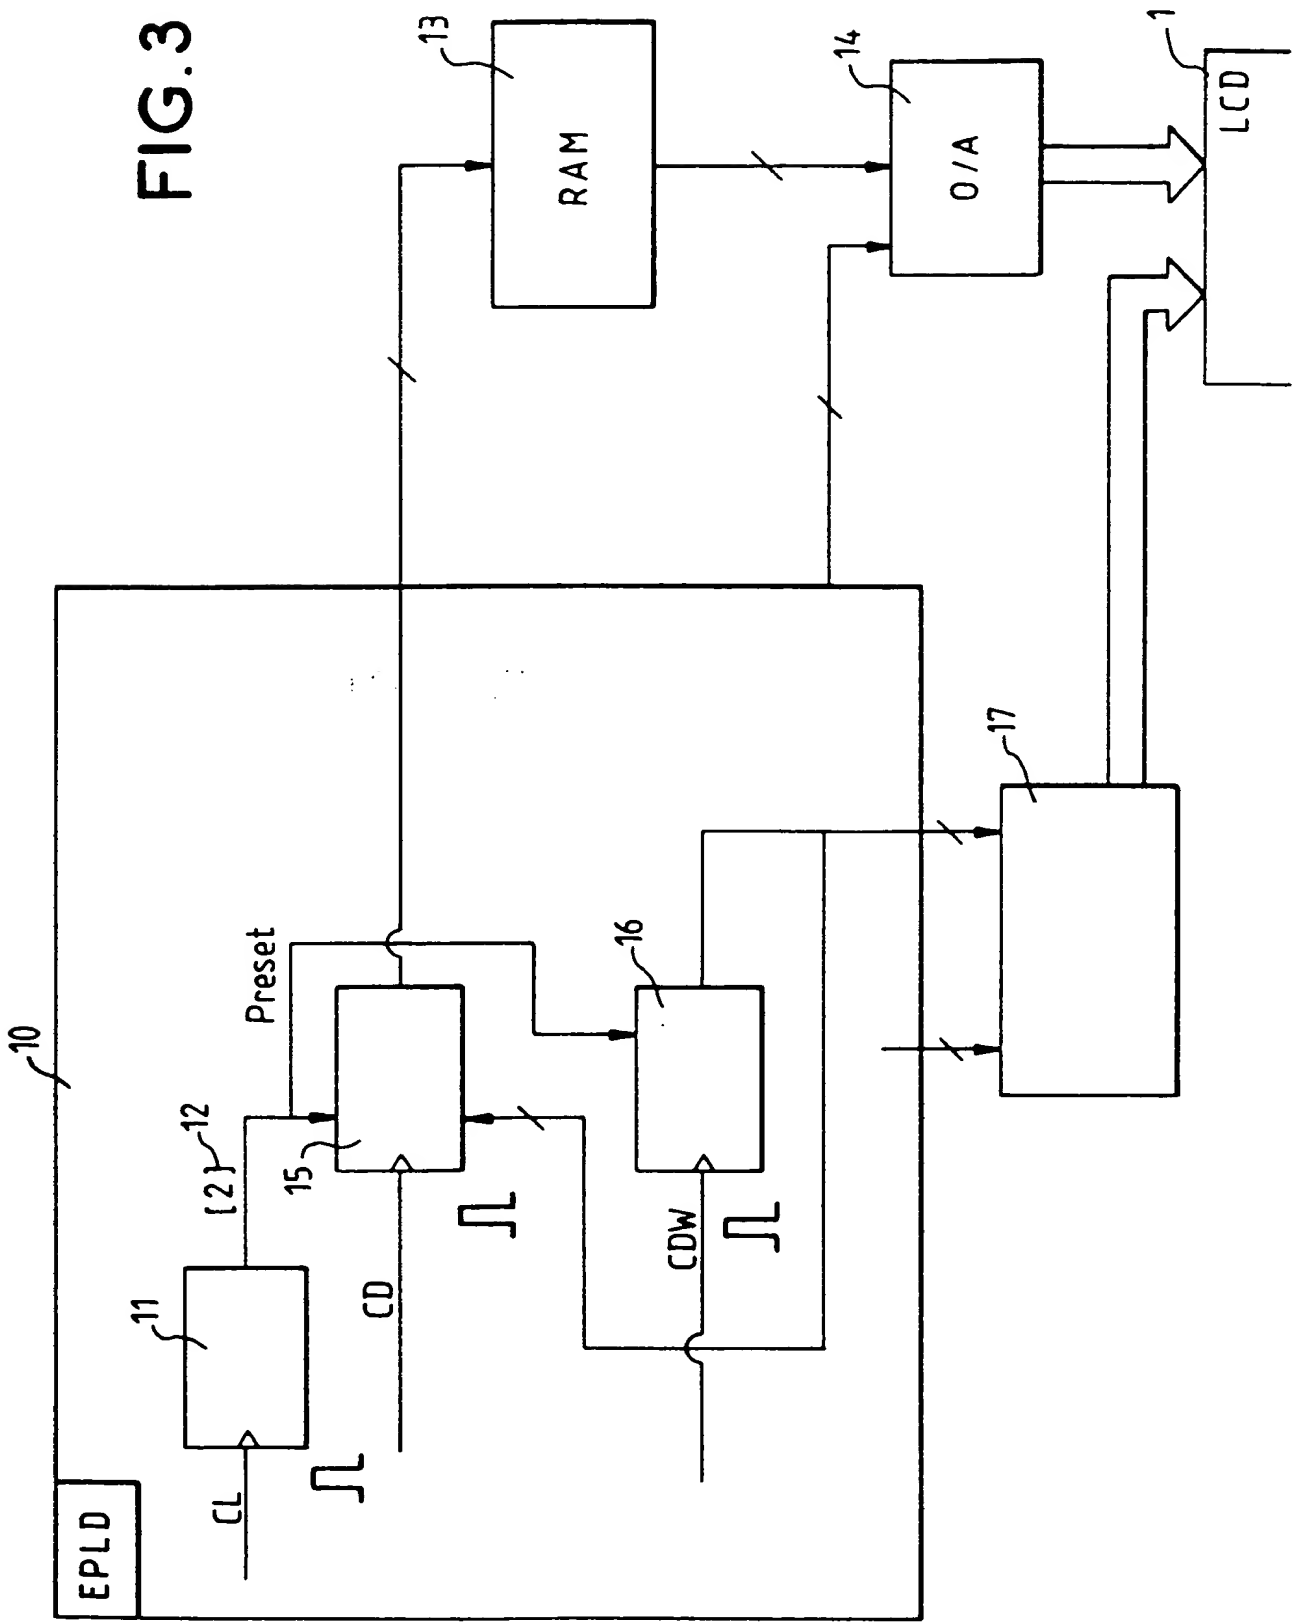 FIG.3
EPLD
10
CL
11
[2}
12
Preset
CD
15
CDW
16
17
13
RAM
14
O/A
1
LCD